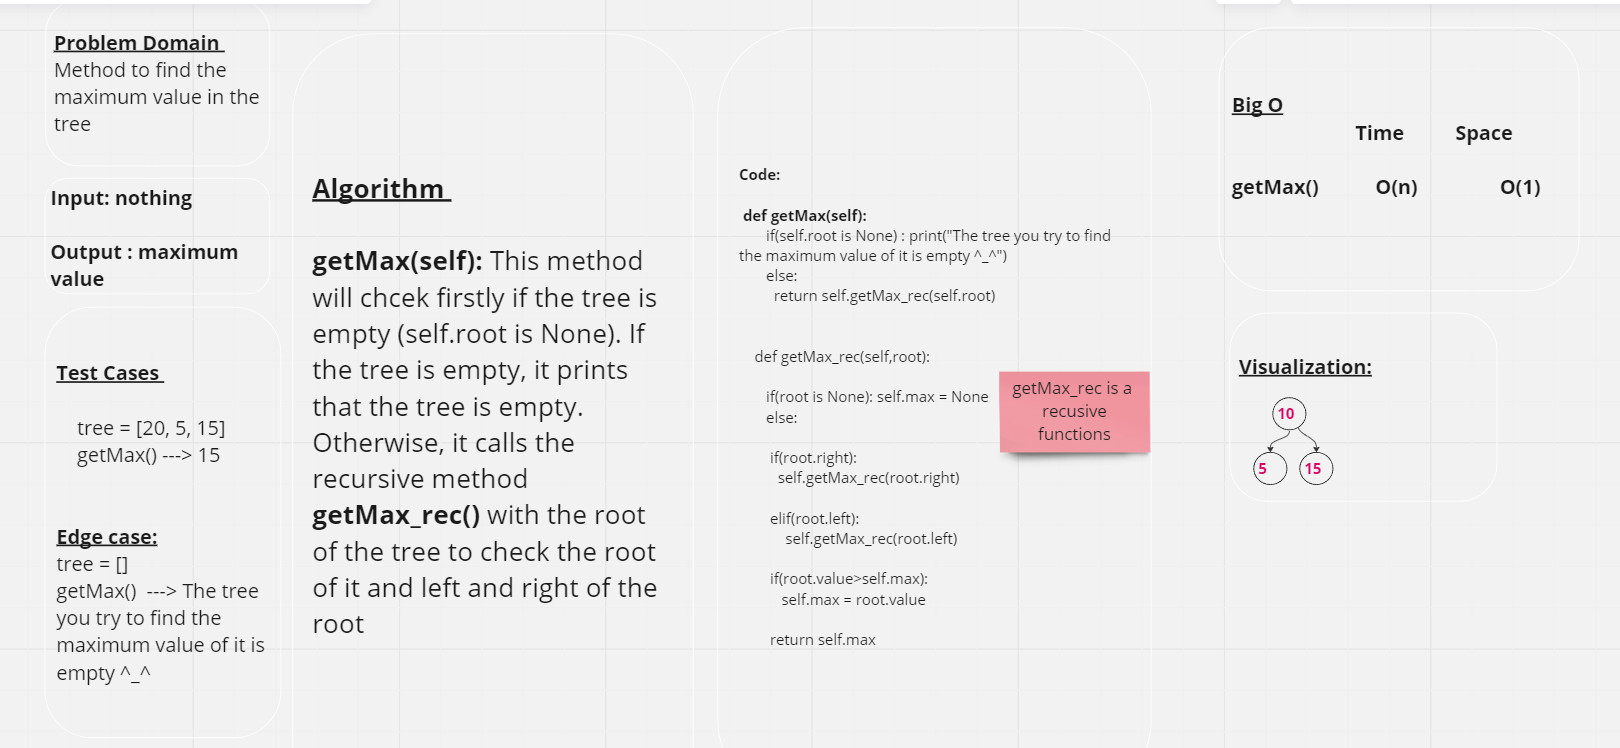 Problem Domain
Method to find the
maximum value in the
tree
Input: nothing
Output : maximum
value
Test Cases
tree = [20, 5, 15]
getMax() ---> 15
Edge case:
tree = []
getMax()  ---> The tree
you try to find the
maximum value of it is
empty ^_^
Algorithm
getMax(self): This method
will chcek firstly if the tree is
empty (self.root is None). If
the tree is empty, it prints
that the tree is empty.
Otherwise, it calls the
recursive method
getMax_rec() with the root
of the tree to check the root
of it and left and right of the
root
Code:
def getMax(self):
if(self.root is None) : print("The tree you try to find
the maximum value of it is empty ^_^")
else:
return self.getMax_rec(self.root)
def getMax_rec(self,root):
if(root is None): self.max = None
else:
if(root.right):
self.getMax_rec(root.right)
elif(root.left):
self.getMax_rec(root.left)
if(root.value>self.max):
self.max = root.value
return self.max
getMax_rec is a
recusive
functions
Big O
Time Space
getMax() O(n) O(1)
Visualization:
10
5 15